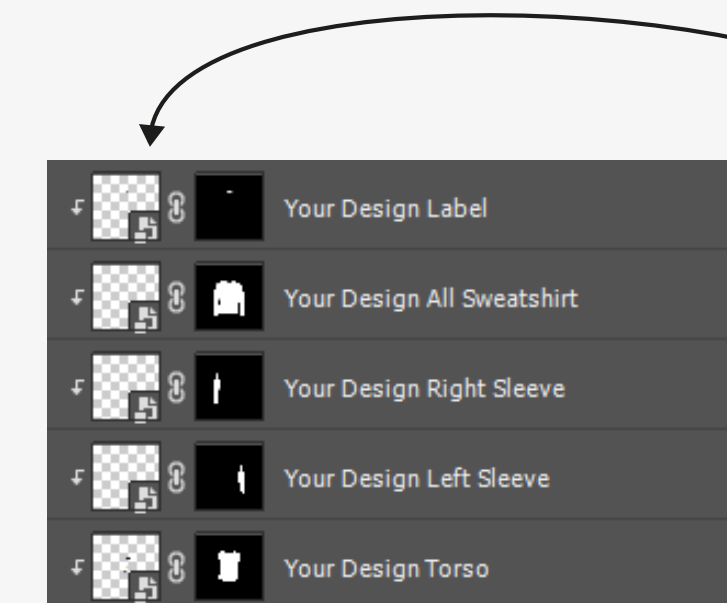 Your Design Label
Your Design All Sweatshirt
Your Design Right Sleeve
Your Design Left Sleeve
Your Design Torso